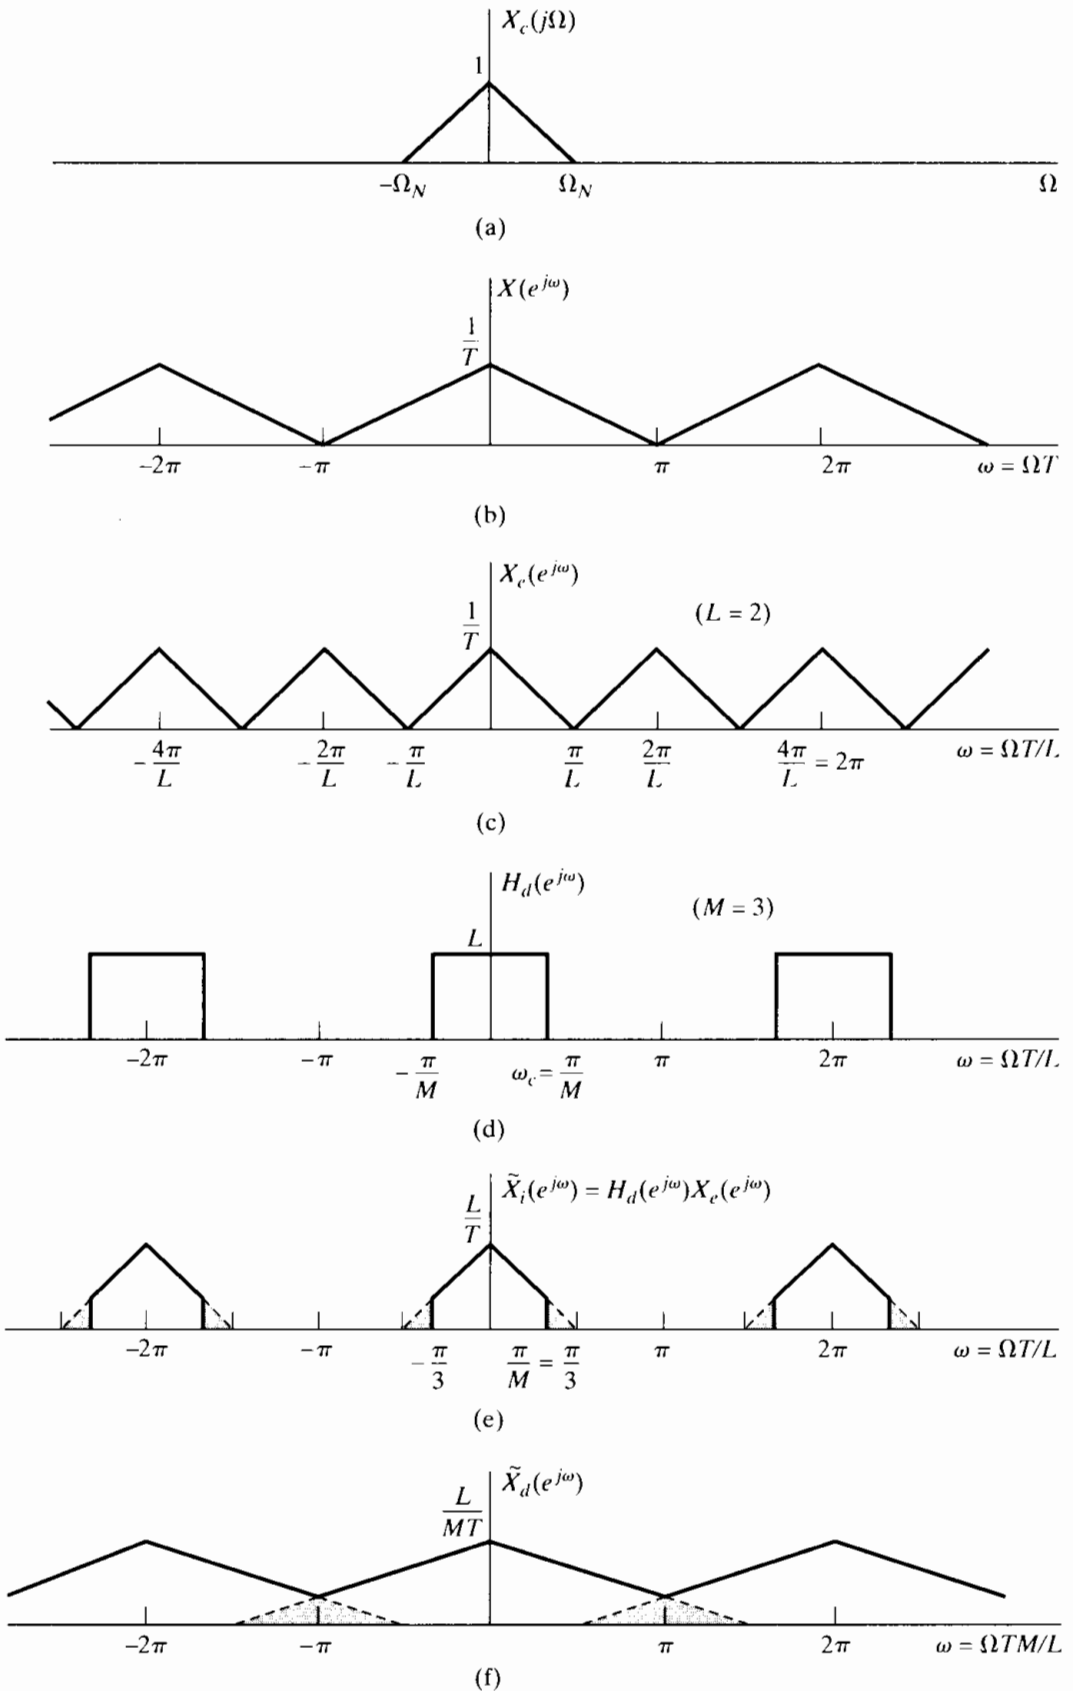 X_c(jΩ)
1
−Ω_N
Ω_N
Ω
(a)
X(e^{jω})
1/T
−2π
−π
π
2π
ω = ΩT
(b)
X_e(e^{jω})
1/T
(L = 2)
−4π/L
−2π/L
−π/L
π/L
2π/L
4π/L = 2π
ω = ΩT/L
(c)
H_d(e^{jω})
(M = 3)
L
−2π
−π
−π/M
ω_c = π/M
π
2π
ω = ΩT/L
(d)
X̃_i(e^{jω}) = H_d(e^{jω})X_e(e^{jω})
L/T
−2π
−π
−π/3
π/M = π/3
π
2π
ω = ΩT/L
(e)
X̃_d(e^{jω})
L/MT
−2π
−π
π
2π
ω = ΩTM/L
(f)